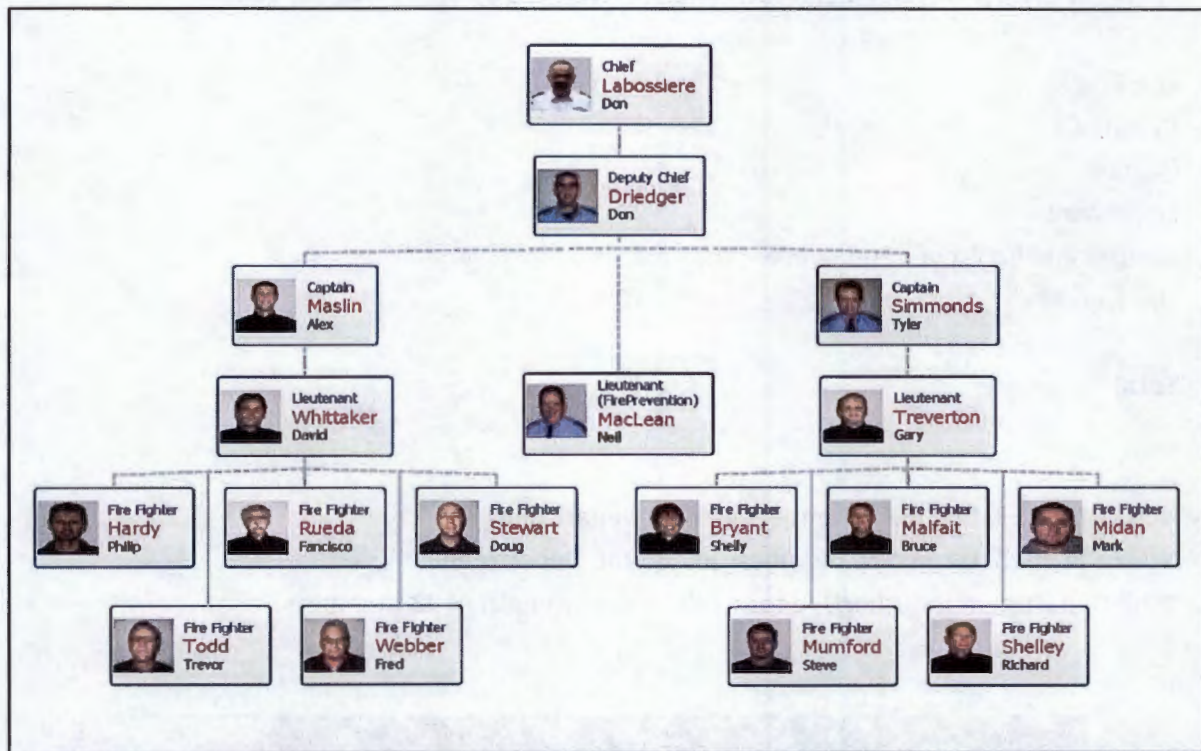 Chief
Labossiere
Dan
Deputy Chief
Driedger
Dan
Captain
Maslin
Alex
Captain
Simmonds
Tyler
Lieutenant
Whittaker
David
Lieutenant
(FirePrevention)
MacLean
Neil
Lieutenant
Treverton
Gary
Fire Fighter
Hardy
Philip
Fire Fighter
Rueda
Fancisco
Fire Fighter
Stewart
Doug
Fire Fighter
Bryant
Shelly
Fire Fighter
Malfait
Bruce
Fire Fighter
Midan
Mark
Fire Fighter
Todd
Trevor
Fire Fighter
Webber
Fred
Fire Fighter
Mumford
Steve
Fire Fighter
Shelley
Richard